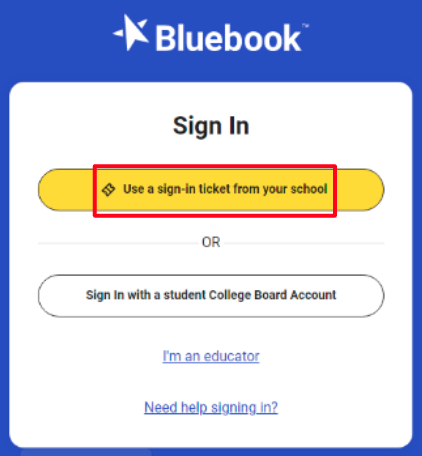 Bluebook™
Sign In
Use a sign-in ticket from your school
OR
Sign In with a student College Board Account
I'm an educator
Need help signing in?